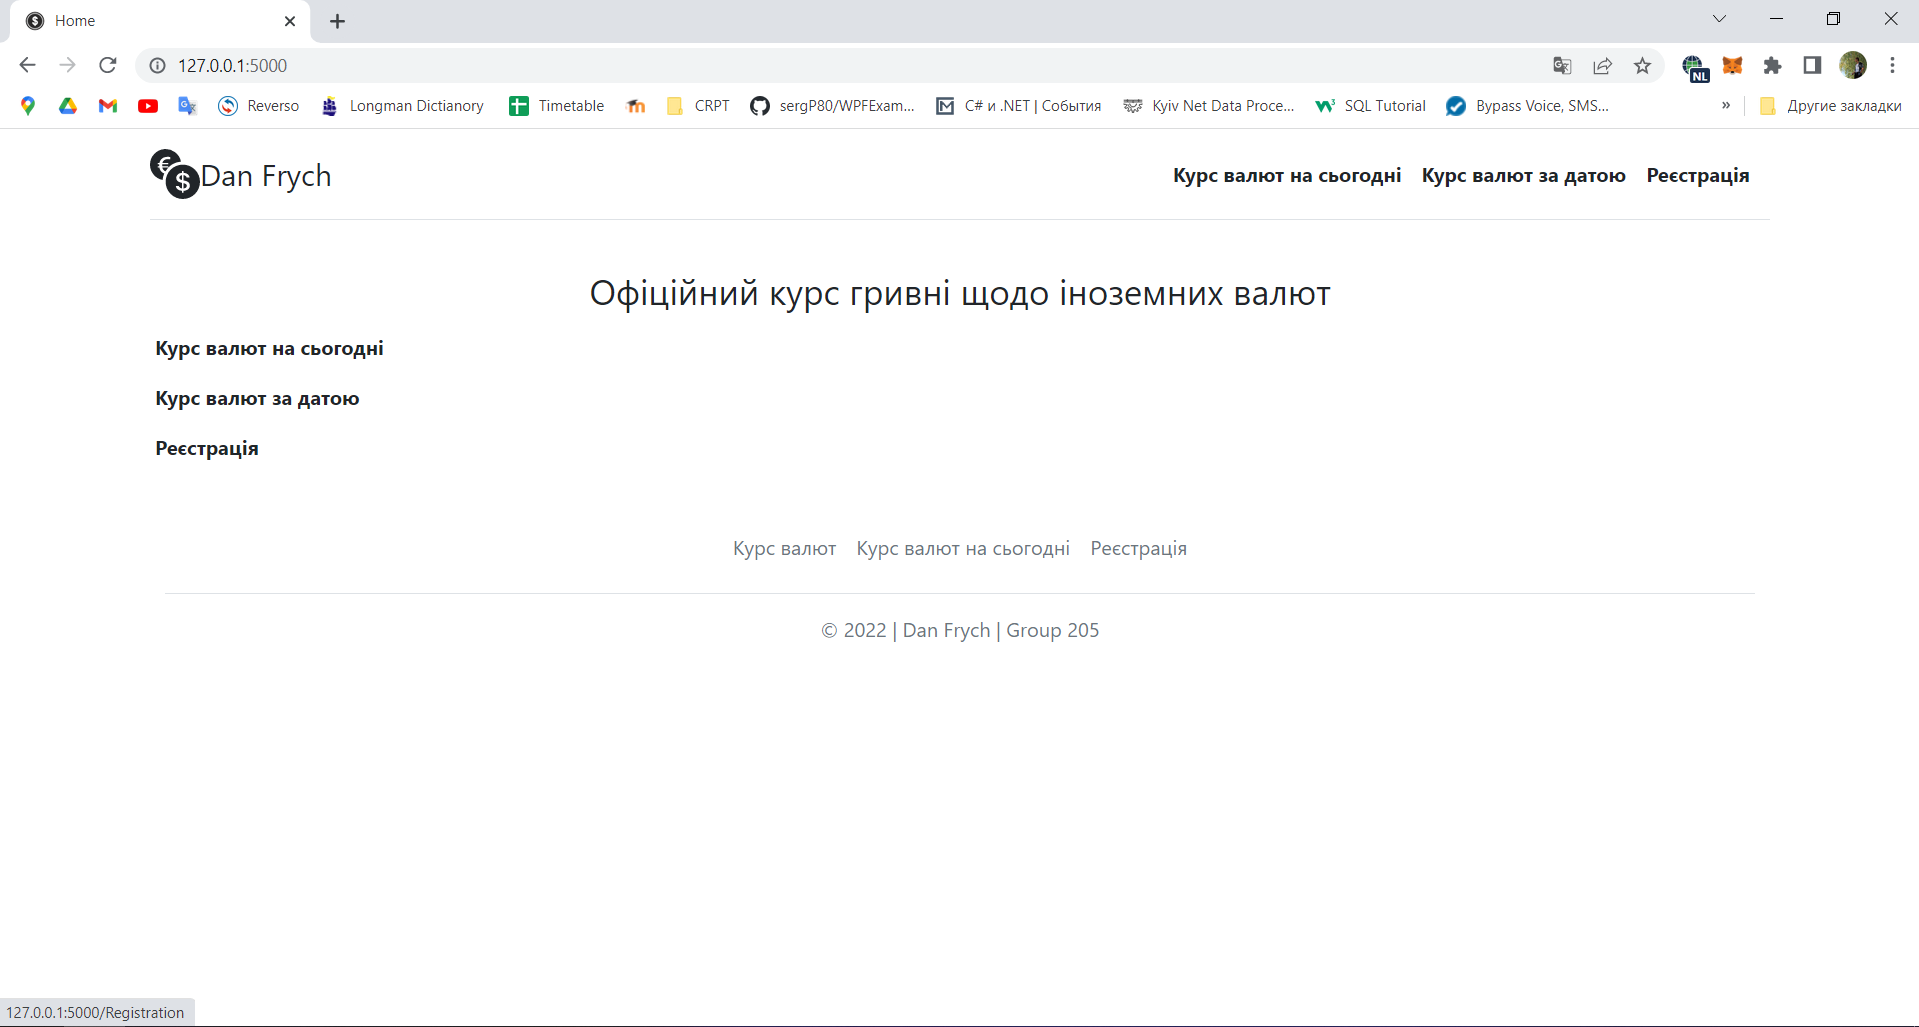 Home
127.0.0.1:5000
NL
Reverso
Longman Dictianory
Timetable
CRPT
sergP80/WPFExam...
C# и .NET | События
Kyiv Net Data Proce...
SQL Tutorial
Bypass Voice, SMS...
»
Другие закладки
Dan Frych
Курс валют на сьогодні
Курс валют за датою
Реєстрація
Офіційний курс гривні щодо іноземних валют
Курс валют на сьогодні
Курс валют за датою
Реєстрація
Курс валют
Курс валют на сьогодні
Реєстрація
© 2022 | Dan Frych | Group 205
127.0.0.1:5000/Registration